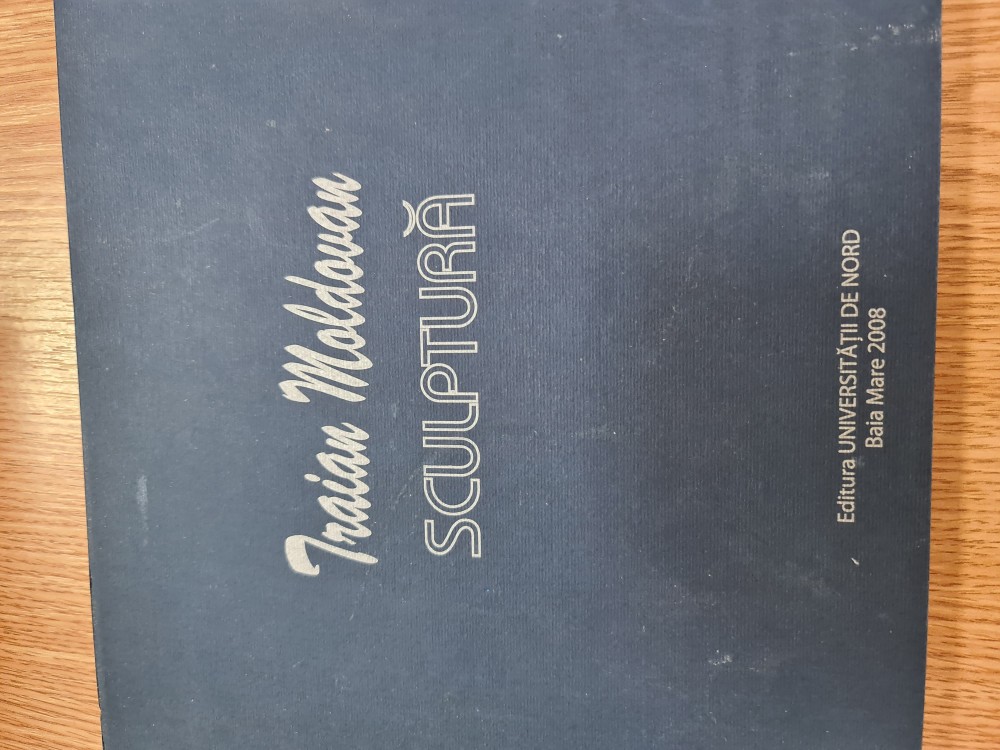 Traian Moldovan
SCULPTURĂ
Editura UNIVERSITĂȚII DE NORD
Baia Mare 2008